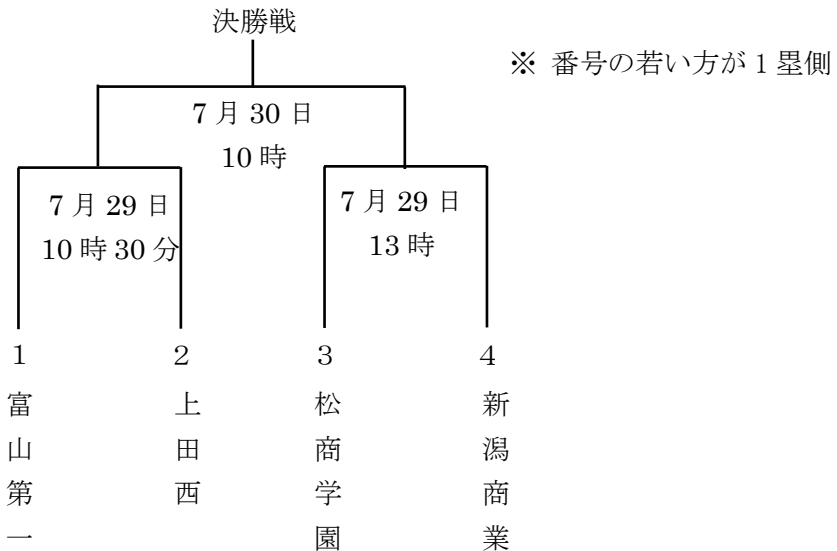 決勝戦
※ 番号の若い方が1塁側
7月30日
10時
7月29日
10時30分
7月29日
13時
1
2
3
4
富山第一
上田西
松商学園
新潟商業